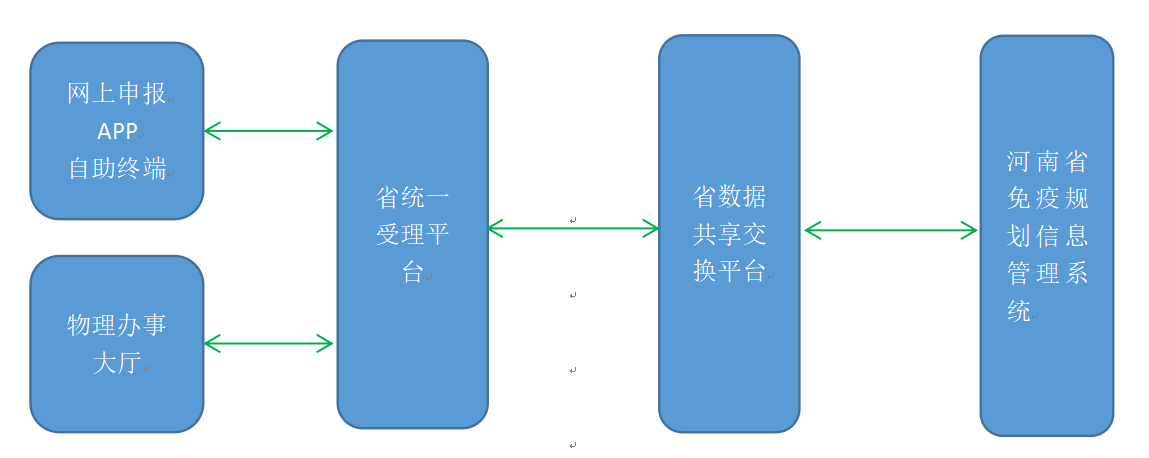 网上申报
APP
自助终端
物理办事
大厅
省统一
受理平
台
省数据
共享交
换平台
河南省
免疫规
划信息
管理系
统